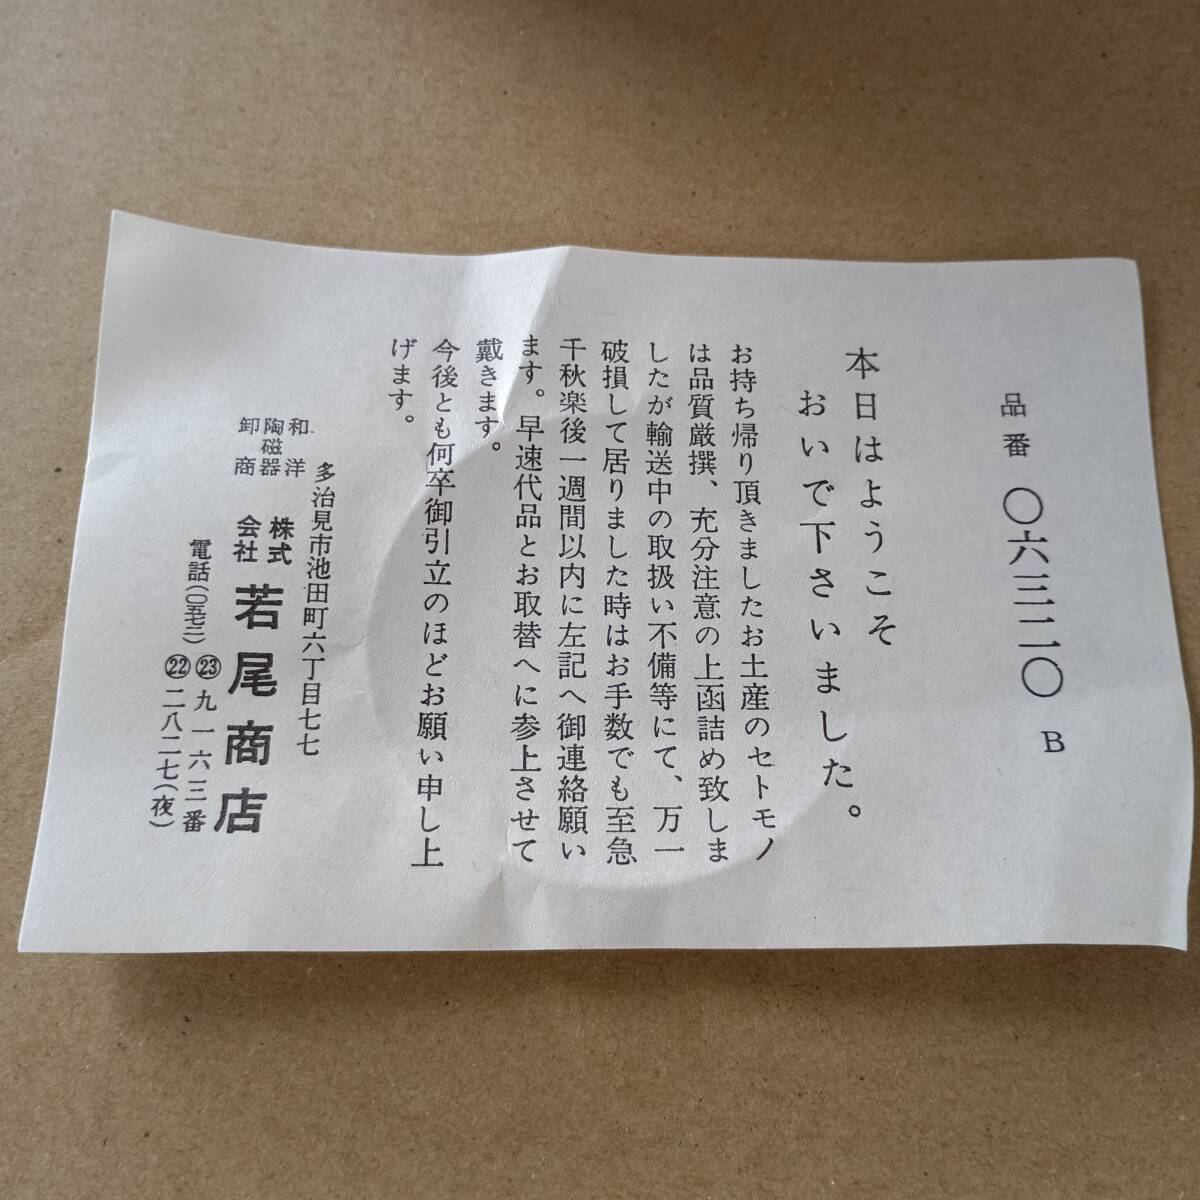 品番 〇六三二〇 B
本日はようこそ
おいで下さいました。
お持ち帰り頂きましたお土産のセトモノ
は品質厳撰、充分注意の上函詰め致しま
したが輸送中の取扱い不備等にて、万一
破損して居りました時はお手数でも至急
千秋楽後一週間以内に左記へ御連絡願い
ます。早速代品とお取替へに参上させて
戴きます。
今後とも何卒御引立のほどお願い申し上
げます。
多治見市池田町六丁目七七
和洋
陶磁器
卸商
株式会社 若尾商店
電話(〇五七二) ㉓九一六三番
㉒二八二七(夜)